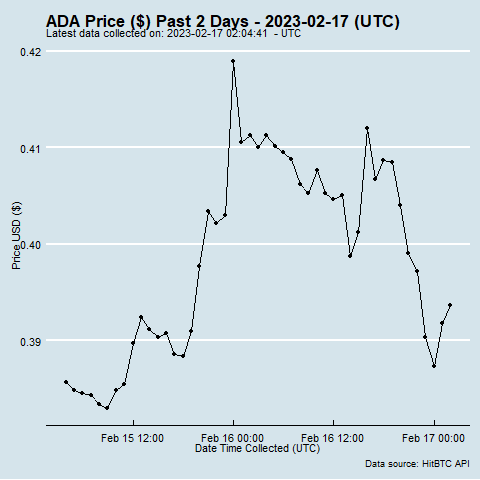 ADA Price ($) Past 2 Days - 2023-02-17 (UTC)
Latest data collected on: 2023-02-17 02:04:41 - UTC
0.42
0.41
0.40
0.39
Price USD ($)
Feb 15 12:00 Feb 16 00:00 Feb 16 12:00 Feb 17 00:00
Date Time Collected (UTC)
Data source: HitBTC API